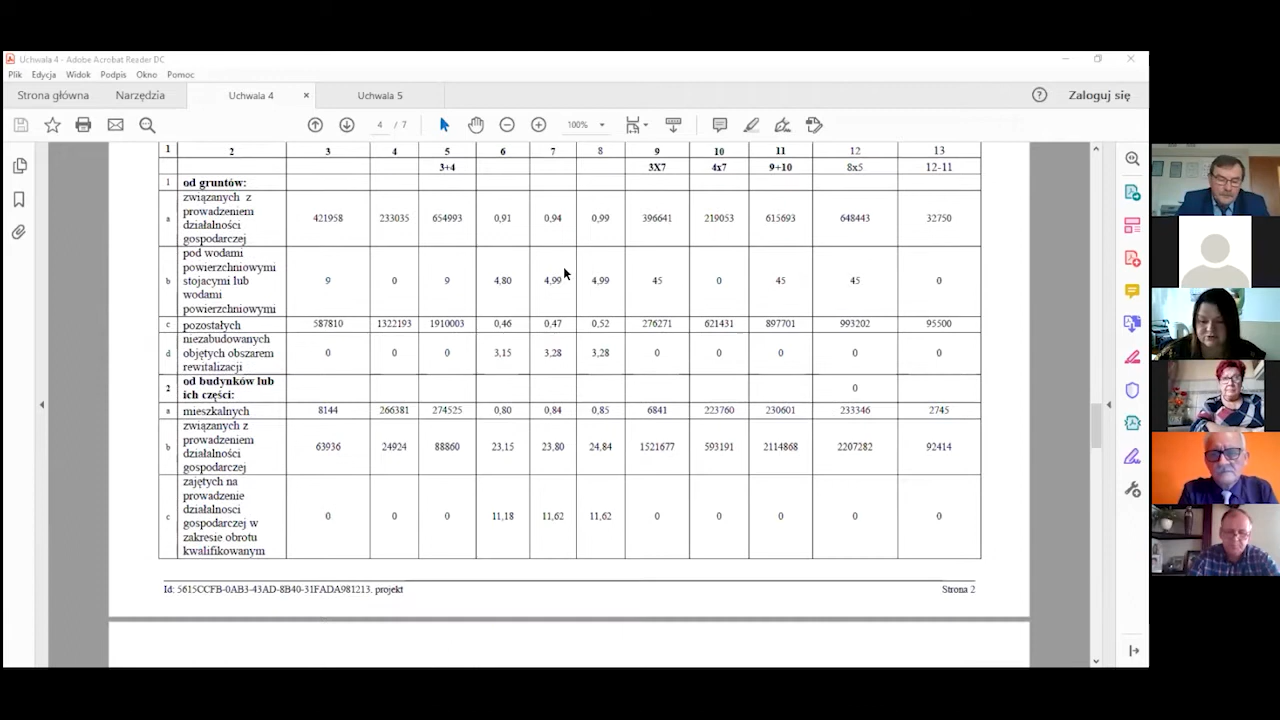 Uchwala 4 - Adobe Acrobat Reader DC
Plik Edycja Widok Podpis Okno Pomoc
Strona główna Narzędzia Uchwala 4 × Uchwala 5 Zaloguj się
4 / 7 100%
1 2 3 4 5 6 7 8 9 10 11 12 13
3+4 3X7 4x7 9+10 8x5 12-11
1 od gruntów:
związanych z
prowadzeniem
a 421958 233035 654993 0,91 0,94 0,99 396641 219053 615693 648443 32750
działalności
gospodarczej
pod wodami
powierzchniowymi
b stojacymi lub 9 0 9 4,80 4,99 4,99 45 0 45 45 0
wodami
powierzchniowymi
c pozostałych 587810 1322193 1910003 0,46 0,47 0,52 276271 621431 897701 993202 95500
niezabudowanych
d objętych obszarem 0 0 0 3,15 3,28 3,28 0 0 0 0 0
rewitalizacji
2 od budynków lub 0
ich części:
a mieszkalnych 8144 266381 274525 0,80 0,84 0,85 6841 223760 230601 233346 2745
związanych z
prowadzeniem
b 63936 24924 88860 23,15 23,80 24,84 1521677 593191 2114868 2207282 92414
działalności
gospodarczej
zajętych na
prowadzenie
c działalnosci 0 0 0 11,18 11,62 11,62 0 0 0 0 0
gospodarczej w
zakresie obrotu
kwalifikowanym
Id: 5615CCFB-0AB3-43AD-8B40-31FADA981213. projekt Strona 2